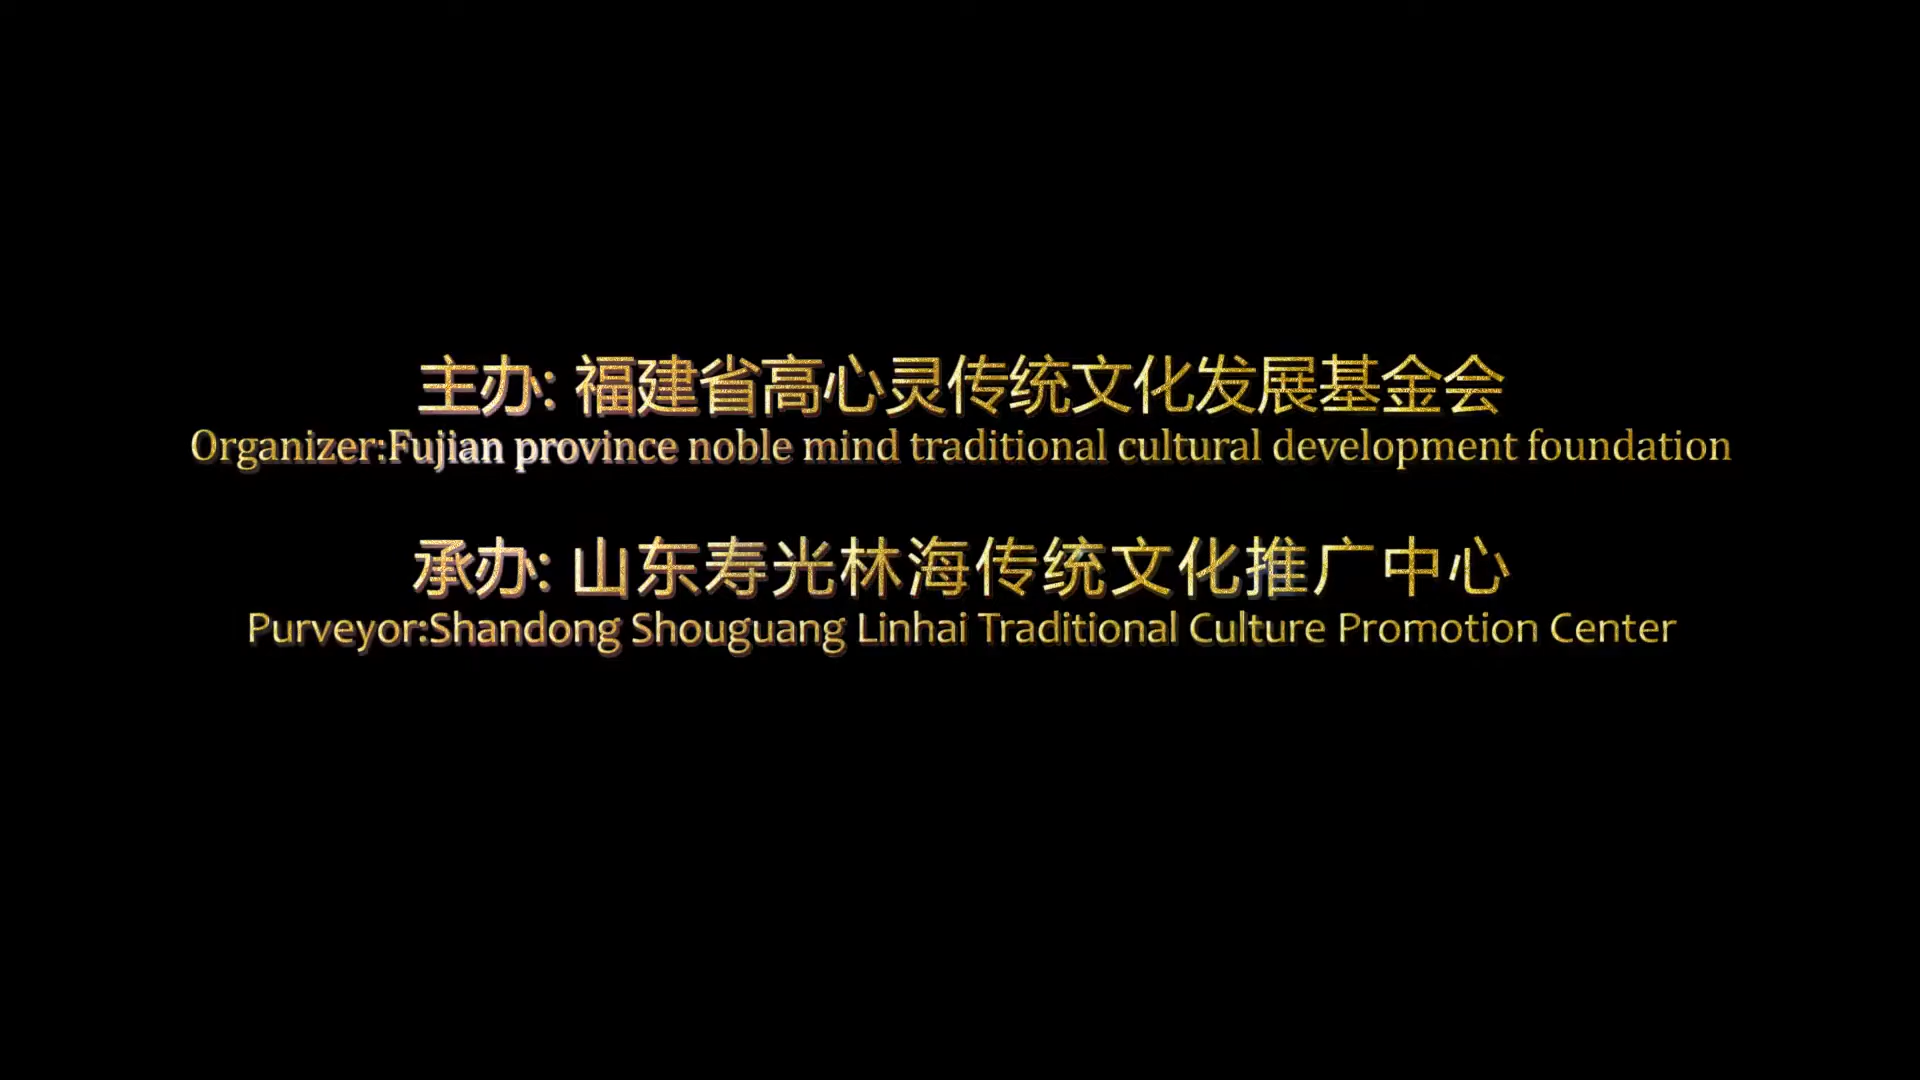 主办: 福建省高心灵传统文化发展基金会
Organizer:Fujian province noble mind traditional cultural development foundation
承办: 山东寿光林海传统文化推广中心
Purveyor:Shandong Shouguang Linhai Traditional Culture Promotion Center